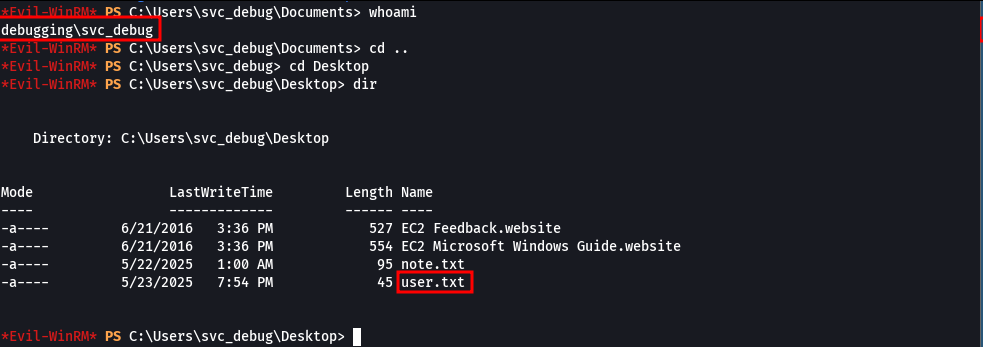 *Evil-WinRM* PS C:\Users\svc_debug\Documents> whoami
debugging\svc_debug
*Evil-WinRM* PS C:\Users\svc_debug\Documents> cd ..
*Evil-WinRM* PS C:\Users\svc_debug> cd Desktop
*Evil-WinRM* PS C:\Users\svc_debug\Desktop> dir
Directory: C:\Users\svc_debug\Desktop
Mode LastWriteTime Length Name
---- ------------- ------ ----
-a---- 6/21/2016 3:36 PM 527 EC2 Feedback.website
-a---- 6/21/2016 3:36 PM 554 EC2 Microsoft Windows Guide.website
-a---- 5/22/2025 1:00 AM 95 note.txt
-a---- 5/23/2025 7:54 PM 45 user.txt
*Evil-WinRM* PS C:\Users\svc_debug\Desktop>